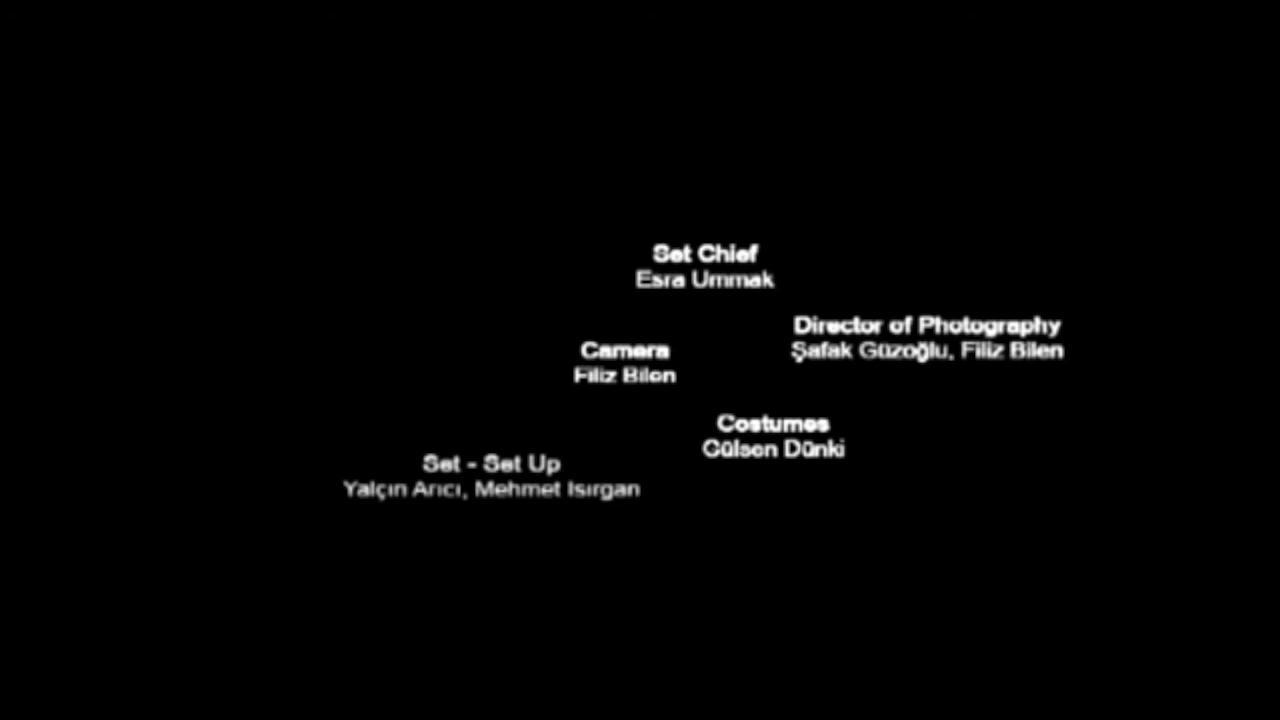 Set Chief
Esra Ummak
Director of Photography
Şafak Güzoğlu, Filiz Bilen
Camera
Filiz Bilen
Costumes
Gülsen Dünki
Set - Set Up
Yalçın Arıcı, Mehmet Isırgan